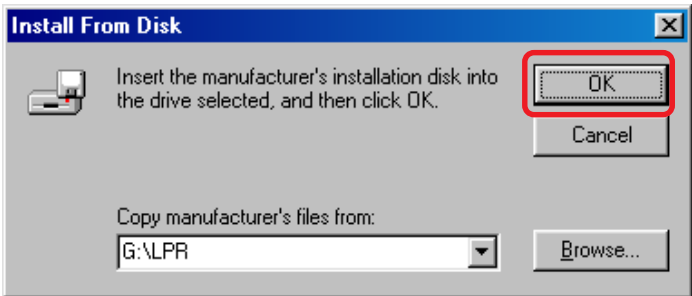 Install From Disk
Insert the manufacturer's installation disk into
the drive selected, and then click OK.
OK
Cancel
Copy manufacturer's files from:
G:\LPR
Browse...